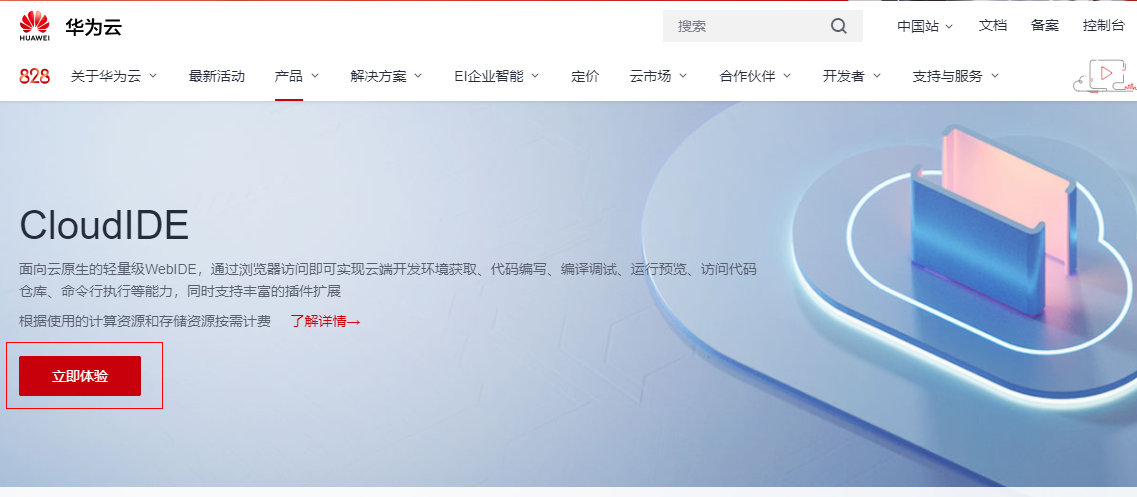 HUAWEI
华为云
搜索
中国站
文档
备案
控制台
828
关于华为云
最新活动
产品
解决方案
EI企业智能
定价
云市场
合作伙伴
开发者
支持与服务
CloudIDE
面向云原生的轻量级WebIDE，通过浏览器访问即可实现云端开发环境获取、代码编写、编译调试、运行预览、访问代码
仓库、命令行执行等能力，同时支持丰富的插件扩展
根据使用的计算资源和存储资源按需计费 了解详情→
立即体验